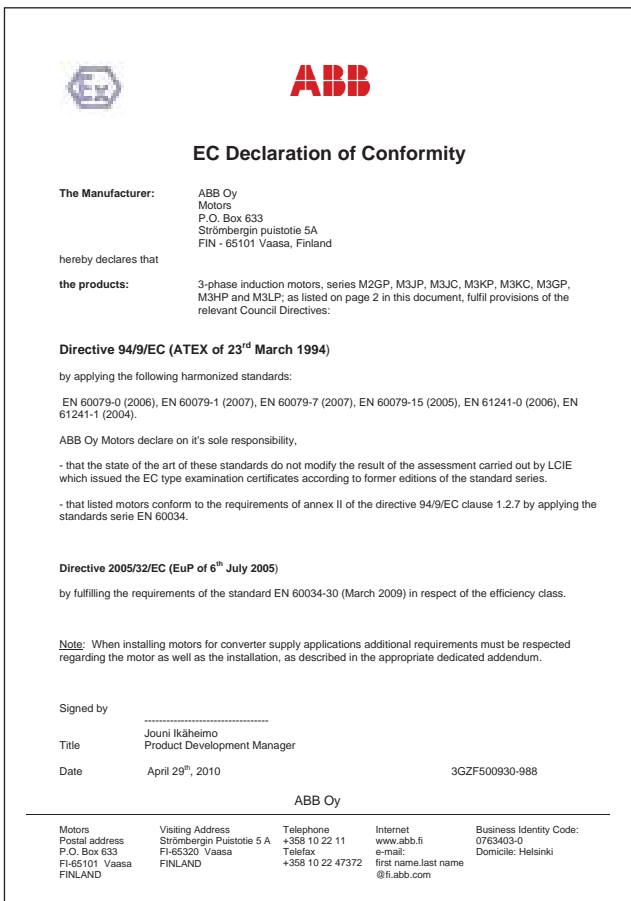 Ex
ABB
EC Declaration of Conformity
The Manufacturer: ABB Oy
Motors
P.O. Box 633
Strömbergin puistotie 5A
FIN - 65101 Vaasa, Finland
hereby declares that
the products: 3-phase induction motors, series M2GP, M3JP, M3JC, M3KP, M3KC, M3GP,
M3HP and M3LP; as listed on page 2 in this document, fulfil provisions of the
relevant Council Directives:
Directive 94/9/EC (ATEX of 23rd March 1994)
by applying the following harmonized standards:
EN 60079-0 (2006), EN 60079-1 (2007), EN 60079-7 (2007), EN 60079-15 (2005), EN 61241-0 (2006), EN
61241-1 (2004).
ABB Oy Motors declare on it's sole responsibility,
- that the state of the art of these standards do not modify the result of the assessment carried out by LCIE
which issued the EC type examination certificates according to former editions of the standard series.
- that listed motors conform to the requirements of annex II of the directive 94/9/EC clause 1.2.7 by applying the
standards serie EN 60034.
Directive 2005/32/EC (EuP of 6th July 2005)
by fulfilling the requirements of the standard EN 60034-30 (March 2009) in respect of the efficiency class.
Note: When installing motors for converter supply applications additional requirements must be respected
regarding the motor as well as the installation, as described in the appropriate dedicated addendum.
Signed by
----------------------------------
Jouni Ikäheimo
Title Product Development Manager
Date April 29th, 2010 3GZF500930-988
ABB Oy
Motors Visiting Address Telephone Internet Business Identity Code:
Postal address Strömbergin Puistotie 5 A +358 10 22 11 www.abb.fi 0763403-0
P.O. Box 633 FI-65320 Vaasa Telefax e-mail: Domicile: Helsinki
FI-65101 Vaasa FINLAND +358 10 22 47372 first name.last name
FINLAND @fi.abb.com